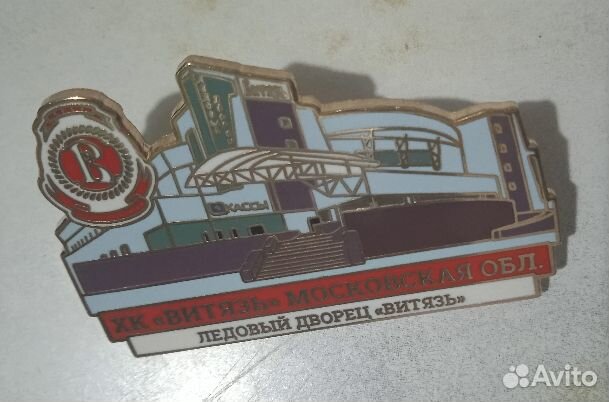 В
КАССЫ
ХК «ВИТЯЗЬ» МОСКОВСКАЯ ОБЛ.
ЛЕДОВЫЙ ДВОРЕЦ «ВИТЯЗЬ»
Avito